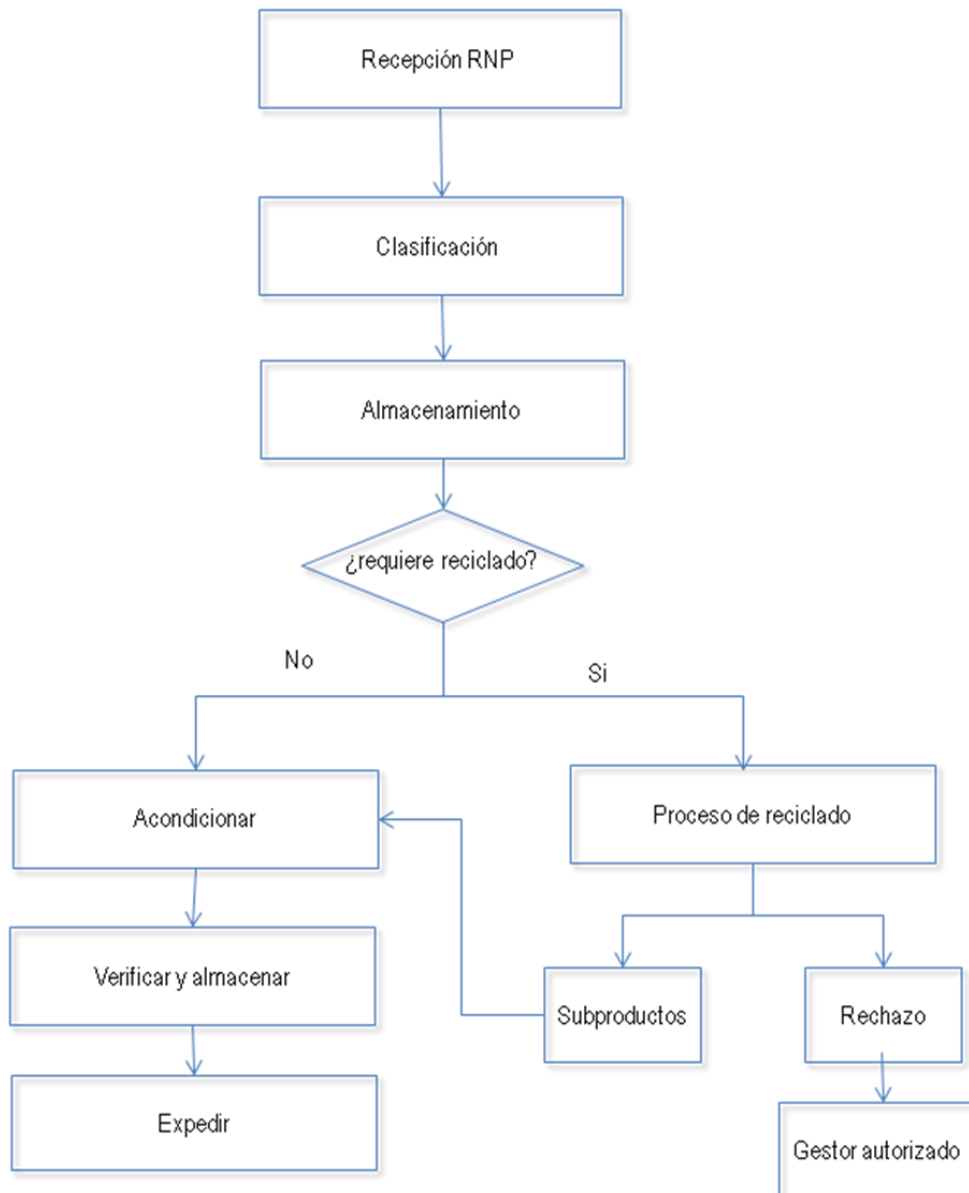 Recepción RNP
Clasificación
Almacenamiento
¿requiere reciclado?
No
Si
Acondicionar
Proceso de reciclado
Verificar y almacenar
Subproductos
Rechazo
Expedir
Gestor autorizado